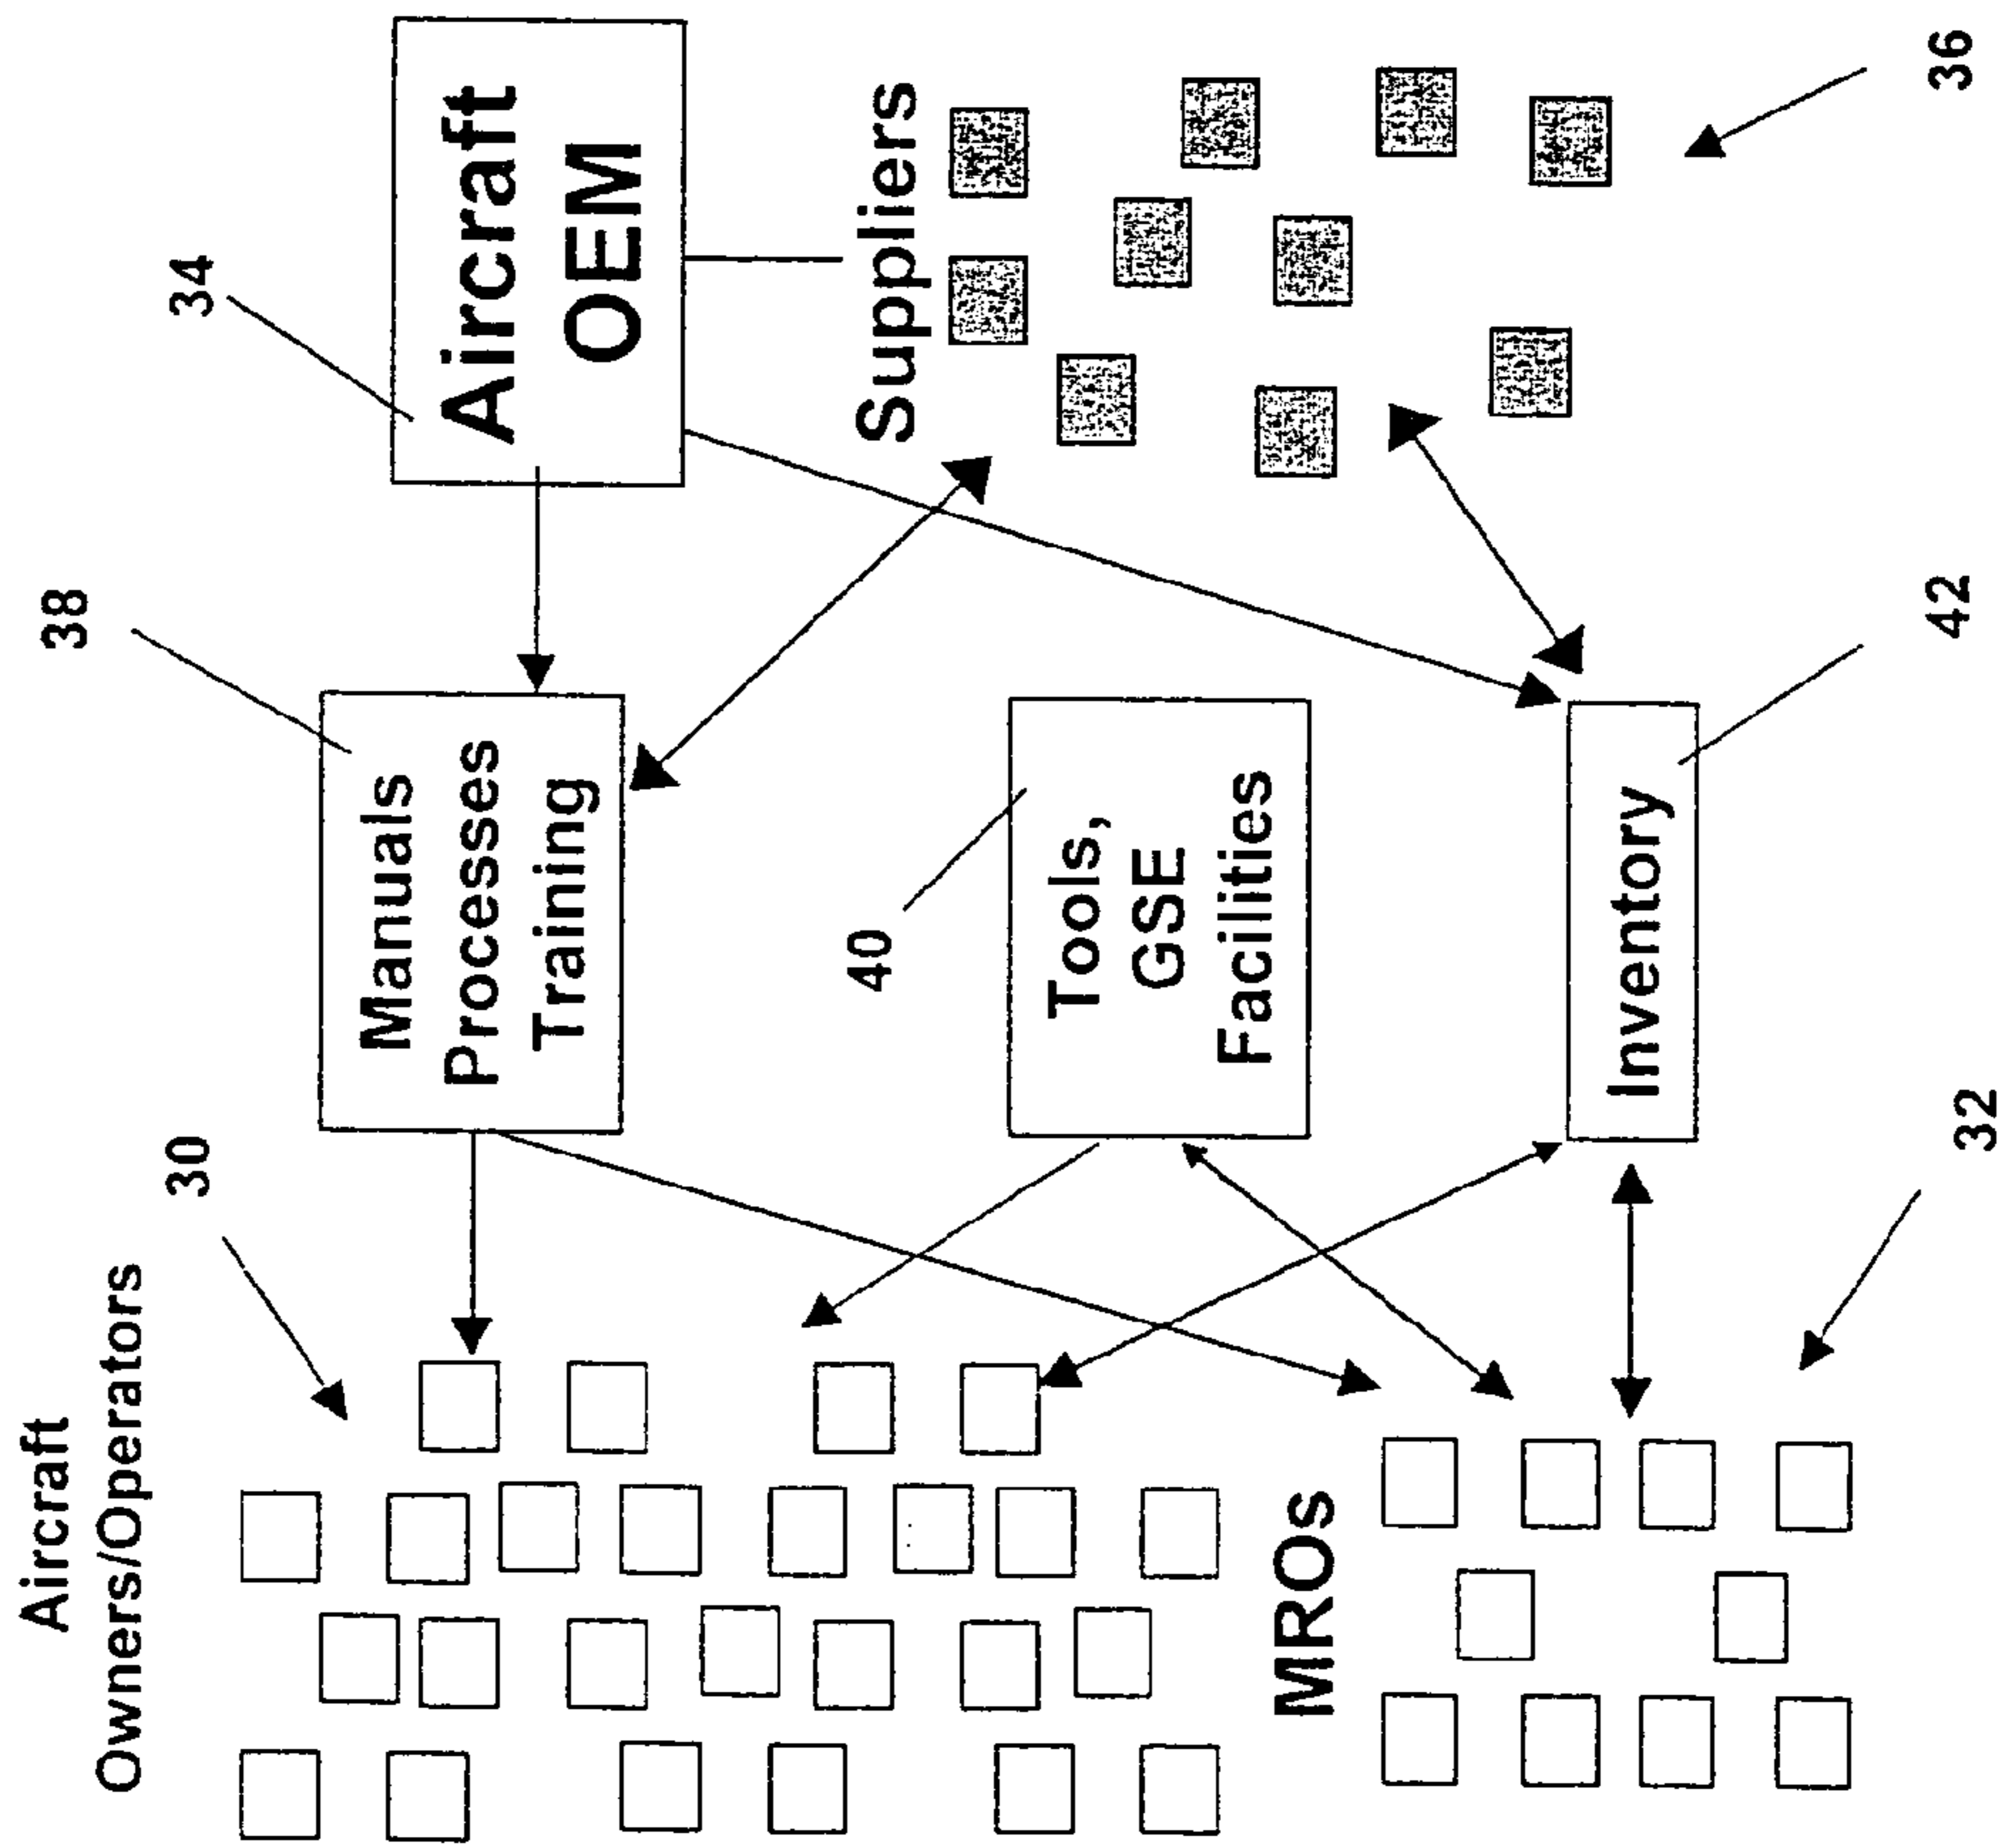 Aircraft
Owners/Operators
30
MROs
32
38
Manuals
Processes
Training
40
Tools,
GSE
Facilities
Inventory
42
34
Aircraft
OEM
Suppliers
36